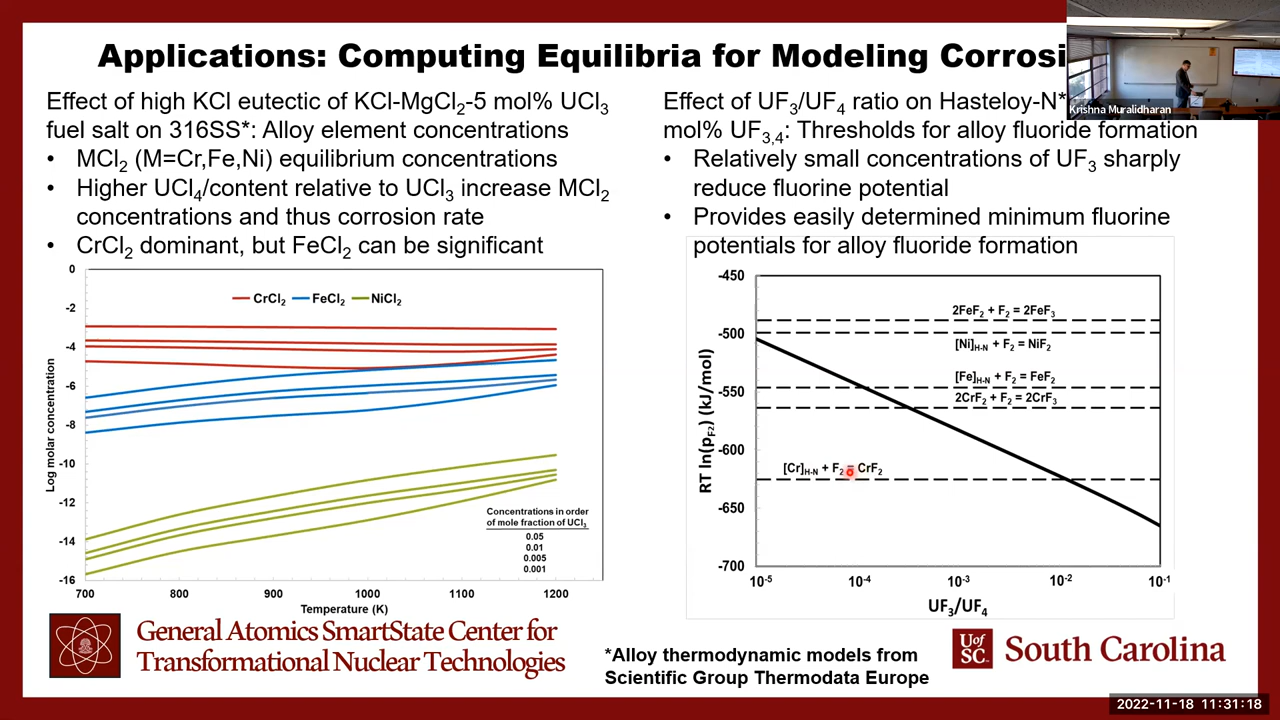 Applications: Computing Equilibria for Modeling Corrosi
Krishna Muralidharan
Effect of high KCl eutectic of KCl-MgCl₂-5 mol% UCl₃
fuel salt on 316SS*: Alloy element concentrations
• MCl₂ (M=Cr,Fe,Ni) equilibrium concentrations
• Higher UCl₄/content relative to UCl₃ increase MCl₂
concentrations and thus corrosion rate
• CrCl₂ dominant, but FeCl₂ can be significant
0
-2
-4
-6
-8
-10
-12
-14
-16
Log molar concentration
CrCl₂ FeCl₂ NiCl₂
Concentrations in order
of mole fraction of UCl₃
0.05
0.01
0.005
0.001
700 800 900 1000 1100 1200
Temperature (K)
Effect of UF₃/UF₄ ratio on Hasteloy-N*
mol% UF₃,₄: Thresholds for alloy fluoride formation
• Relatively small concentrations of UF₃ sharply
reduce fluorine potential
• Provides easily determined minimum fluorine
potentials for alloy fluoride formation
-450
-500
-550
-600
-650
-700
RT ln(p_F2) (kJ/mol)
2FeF₂ + F₂ = 2FeF₃
[Ni]_H-N + F₂ = NiF₂
[Fe]_H-N + F₂ = FeF₂
2CrF₂ + F₂ = 2CrF₃
[Cr]_H-N + F₂ = CrF₂
10⁻⁵ 10⁻⁴ 10⁻³ 10⁻² 10⁻¹
UF₃/UF₄
General Atomics SmartState Center for
Transformational Nuclear Technologies
*Alloy thermodynamic models from
Scientific Group Thermodata Europe
U of SC
South Carolina
2022-11-18 11:31:18